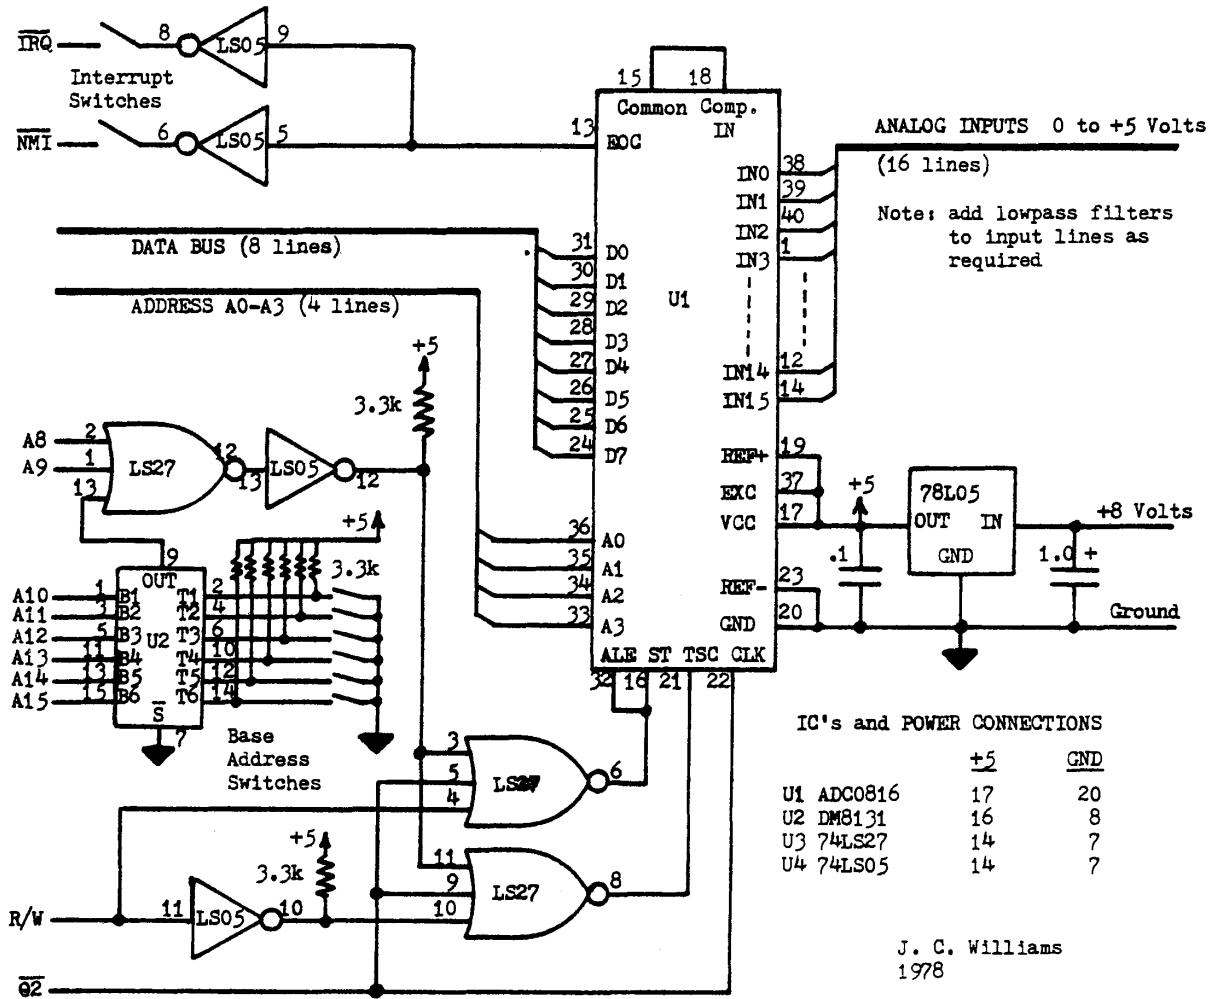 IRQ 8 LS05 9
Interrupt
Switches
NMI 6 LS05 5
15 18
Common Comp.
IN
13 EOC
ANALOG INPUTS 0 to +5 Volts
(16 lines)
Note: add lowpass filters
to input lines as
required
IN0 38
IN1 39
IN2 40
IN3 1
IN14 12
IN15 14
U1
DATA BUS (8 lines)
31 D0
30 D1
29 D2
28 D3
27 D4
26 D5
25 D6
24 D7
ADDRESS A0-A3 (4 lines)
36 A0
35 A1
34 A2
33 A3
REF+ 19
EXC 37
VCC 17
REF- 23
GND 20
+5
78L05
OUT IN
GND
+8 Volts
.1
1.0 +
Ground
ALE ST TSC CLK
32 16 21 22
+5
3.3k
A8 2
A9 1
13
LS27
12
13 LS05 12
+5
3.3k
9
OUT
U2
A10 1 B1 T1 2
A11 3 B2 T2 4
A12 5 B3 T3 6
A13 11 B4 T4 10
A14 13 B5 T5 12
A15 15 B6 T6 14
S
7
Base
Address
Switches
3
5
4
LS27 6
11
9
10
LS27 8
+5
3.3k
R/W 11 LS05 10
Φ2
IC's and POWER CONNECTIONS
+5 GND
U1 ADC0816 17 20
U2 DM8131 16 8
U3 74LS27 14 7
U4 74LS05 14 7
J. C. Williams
1978